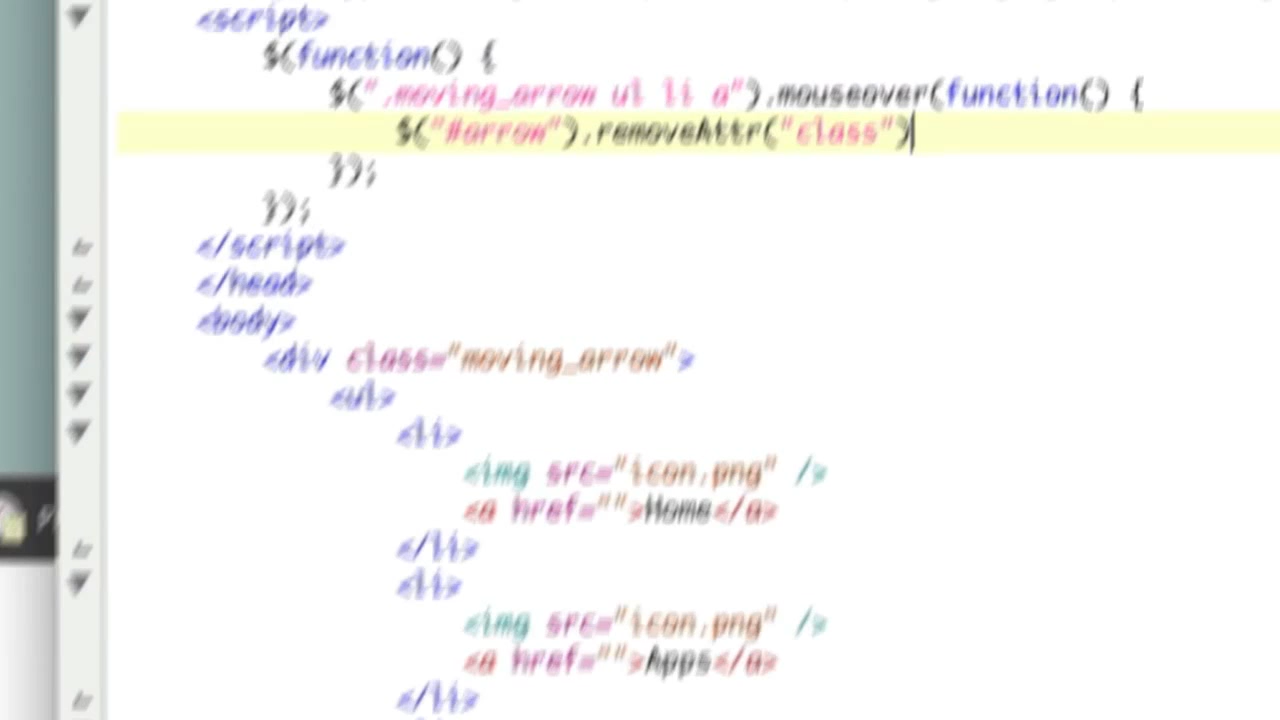 <script>
$(function() {
$(".moving_arrow ul li a").mouseover(function() {
$("#arrow").removeAttr("class")
});
});
</script>
</head>
<body>
<div class="moving_arrow">
<ul>
<li>
<img src="icon.png" />
<a href="">Home</a>
</li>
<li>
<img src="icon.png" />
<a href="">Apps</a>
</li>